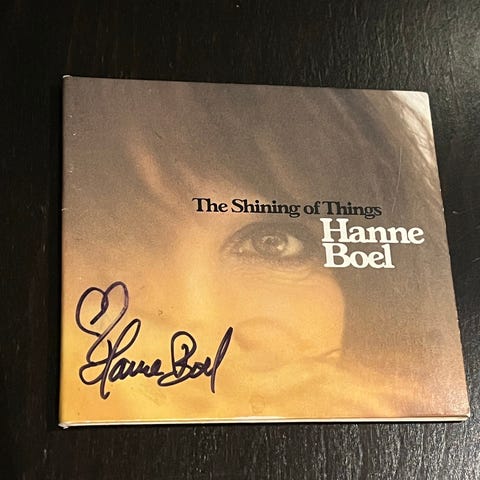 The Shining of Things
Hanne
Boel
Hanne Boel